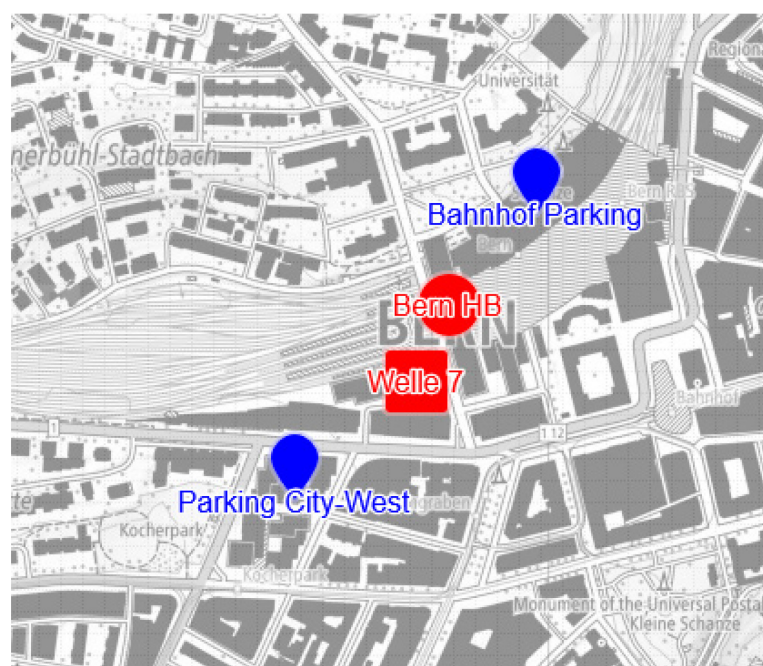 Universität
Regiona
nerbühl-Stadtbach
Bahnhof Parking
Bern RBS
Bern
Bern HB
BERN
Welle 7
Bahnhof
1
T 12
Parking City-West
Kocherpark
Kocherpark
Monument of the Universal Postal
Kleine Schanze